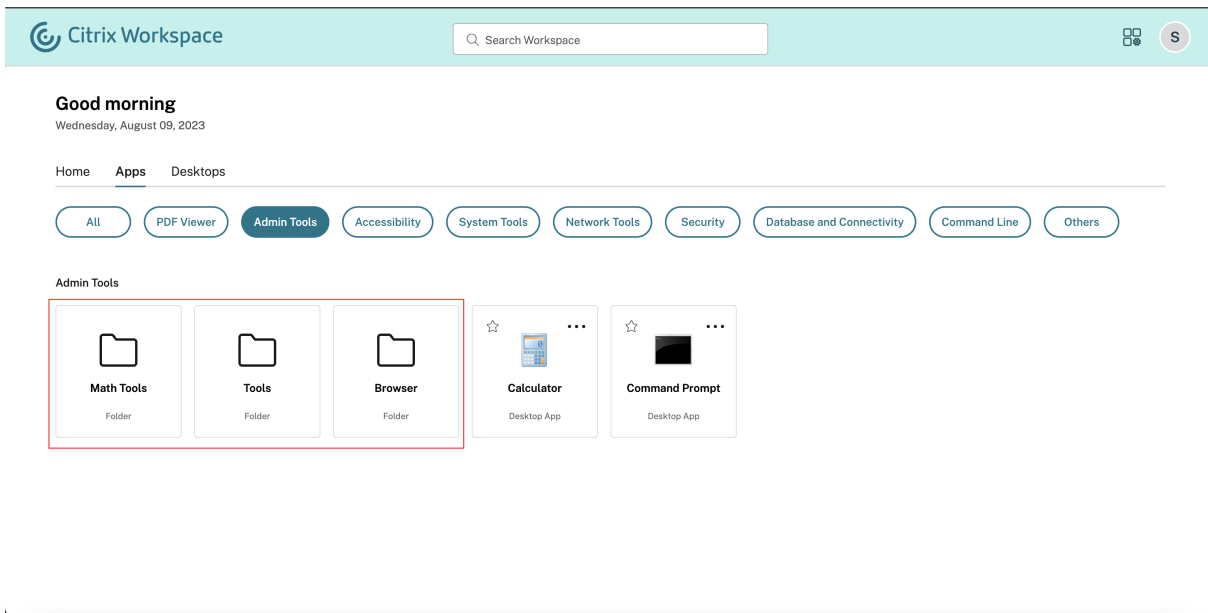 Citrix Workspace
Search Workspace
S
Good morning
Wednesday, August 09, 2023
Home Apps Desktops
All PDF Viewer Admin Tools Accessibility System Tools Network Tools Security Database and Connectivity Command Line Others
Admin Tools
Math Tools Tools Browser Calculator Command Prompt
Folder Folder Folder Desktop App Desktop App